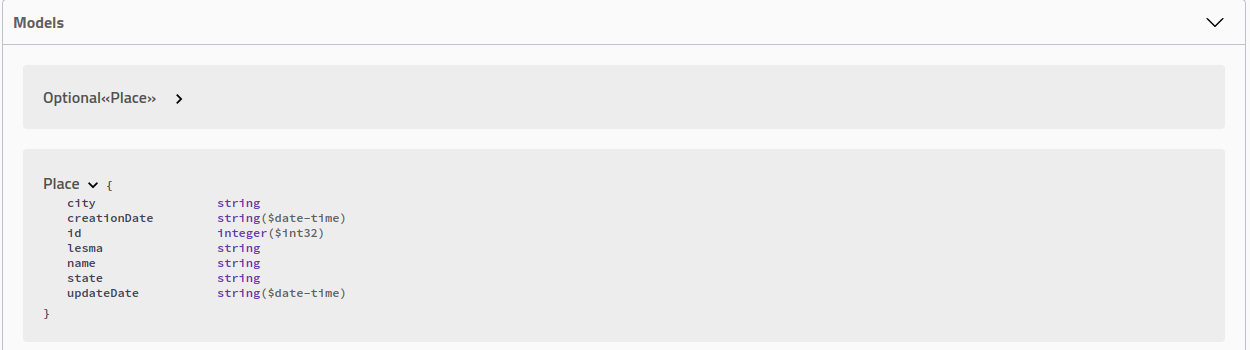 Models
Optional«Place»
Place {
city string
creationDate string($date-time)
id integer($int32)
lesma string
name string
state string
updateDate string($date-time)
}